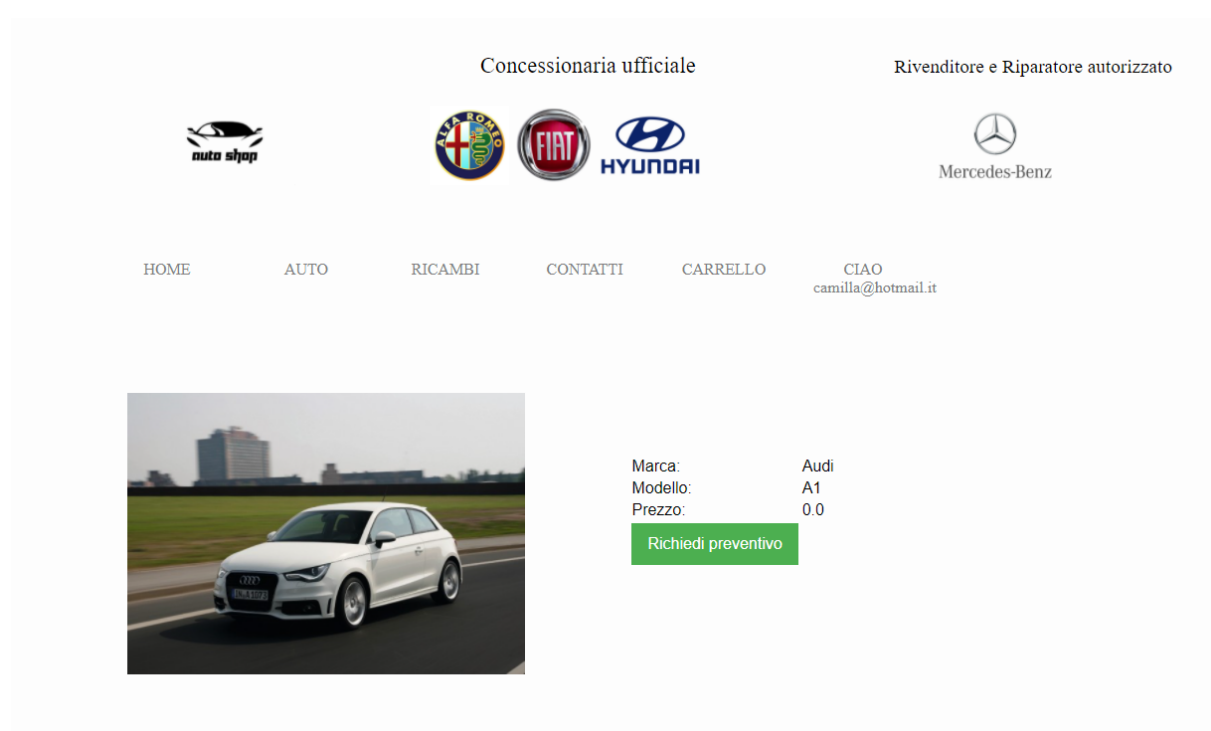 Concessionaria ufficiale
Rivenditore e Riparatore autorizzato
auto shop
ALFA ROMEO
FIAT
HYUNDAI
Mercedes-Benz
HOME
AUTO
RICAMBI
CONTATTI
CARRELLO
CIAO
camilla@hotmail.it
Marca: Audi
Modello: A1
Prezzo: 0.0
Richiedi preventivo